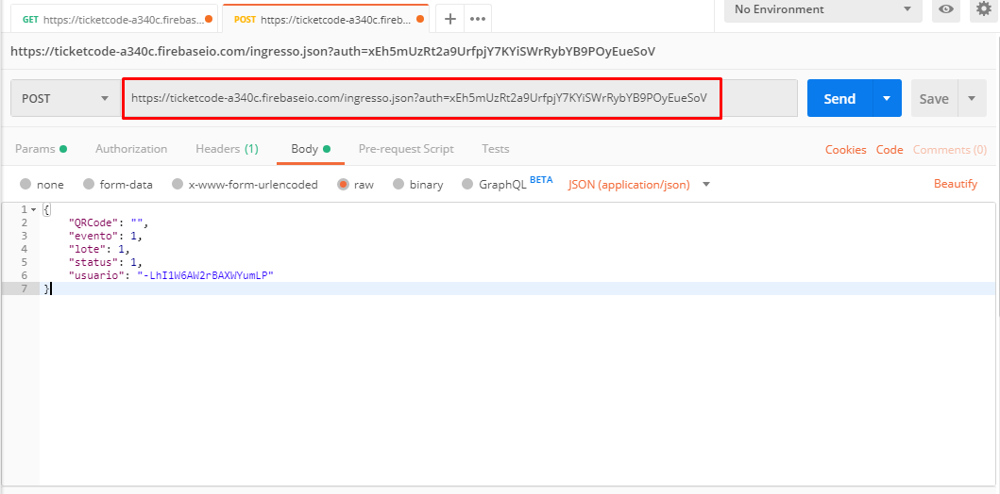 GET https://ticketcode-a340c.firebas...
POST https://ticketcode-a340c.fireb...
No Environment
https://ticketcode-a340c.firebaseio.com/ingresso.json?auth=xEh5mUzRt2a9UrfpjY7KYiSWrRybYB9POyEueSoV
POST https://ticketcode-a340c.firebaseio.com/ingresso.json?auth=xEh5mUzRt2a9UrfpjY7KYiSWrRybYB9POyEueSoV Send Save
Params Authorization Headers (1) Body Pre-request Script Tests Cookies Code Comments (0)
none form-data x-www-form-urlencoded raw binary GraphQL BETA JSON (application/json) Beautify
1 {
2 "QRCode": "",
3 "evento": 1,
4 "lote": 1,
5 "status": 1,
6 "usuario": "-LhI1W6AW2rBAXWYumLP"
7 }